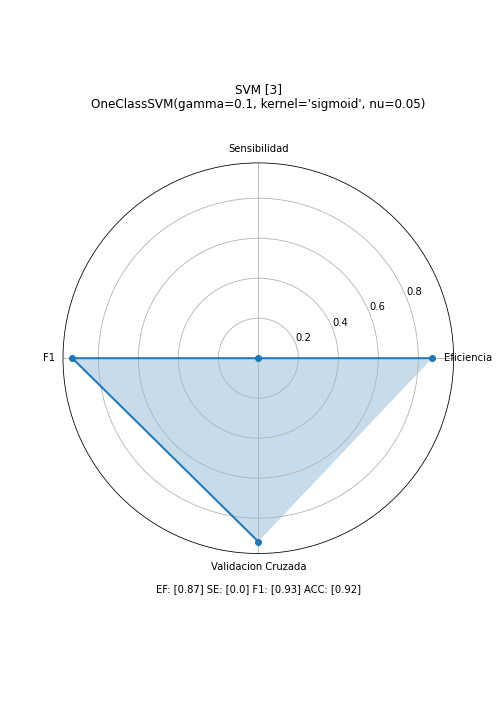 SVM [3]
OneClassSVM(gamma=0.1, kernel='sigmoid', nu=0.05)
Sensibilidad
0.8
0.6
0.4
0.2
F1
Eficiencia
Validacion Cruzada
EF: [0.87] SE: [0.0] F1: [0.93] ACC: [0.92]